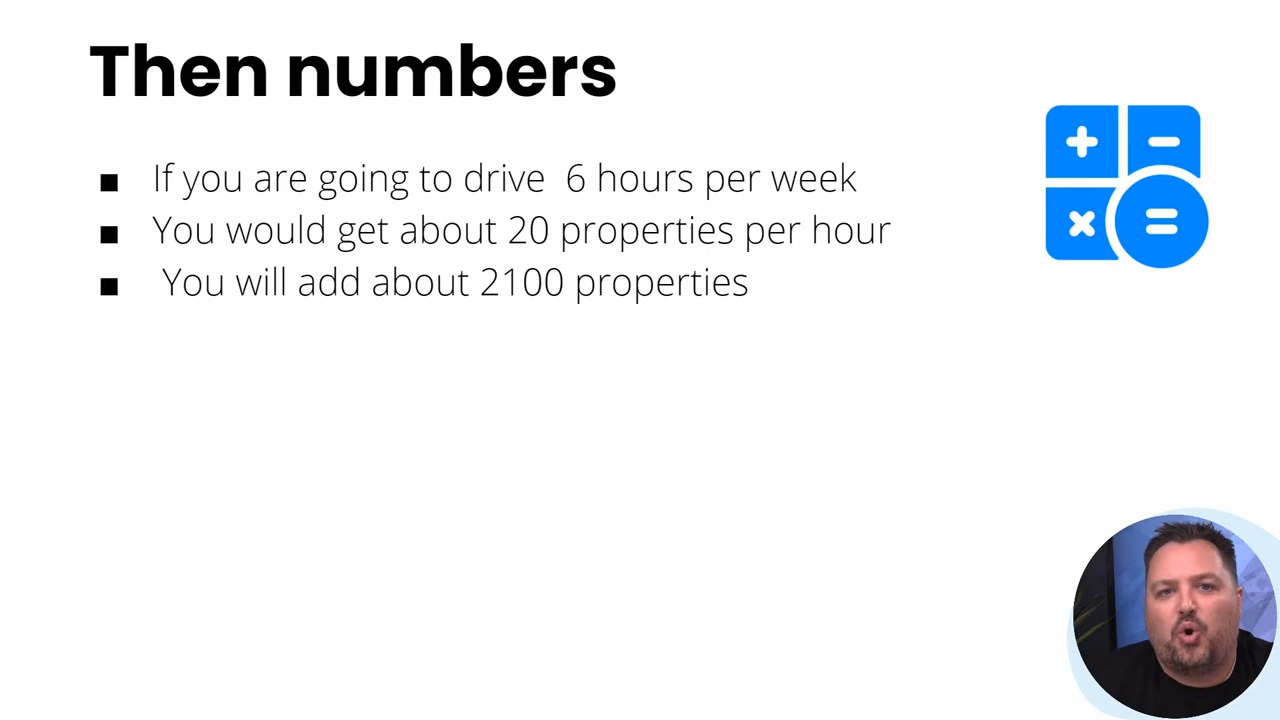 Then numbers
▪ If you are going to drive 6 hours per week
▪ You would get about 20 properties per hour
▪ You will add about 2100 properties